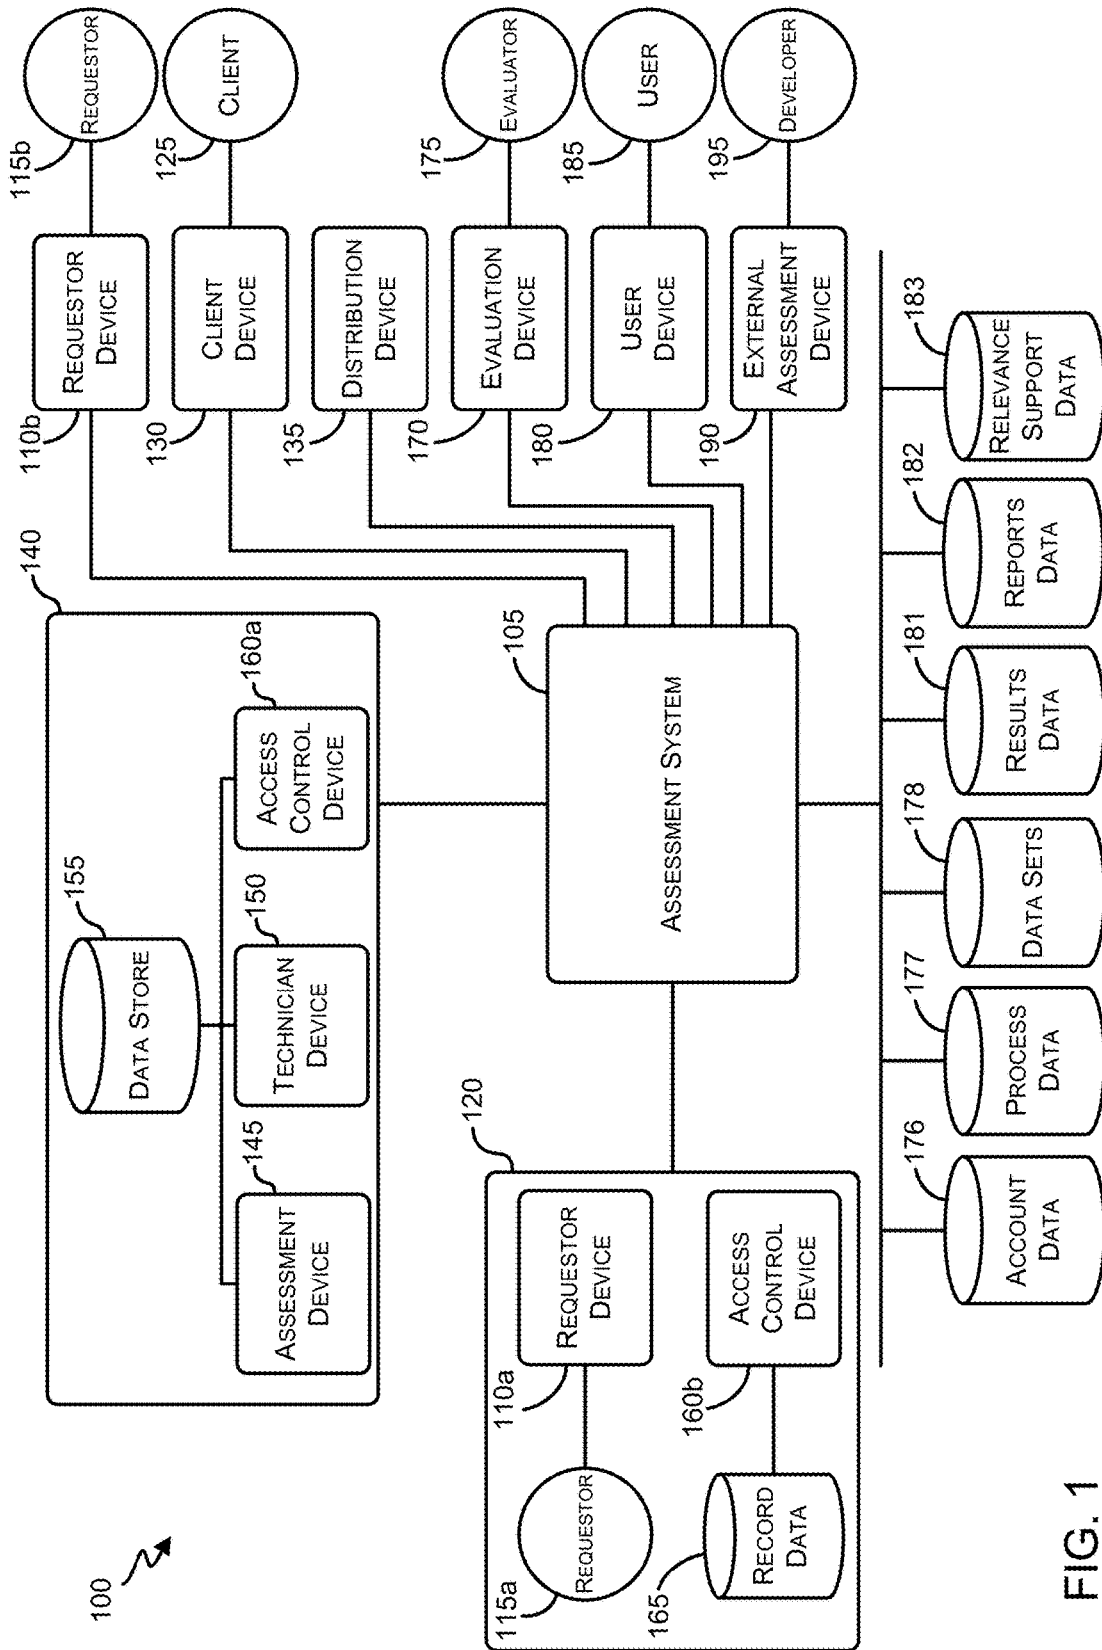 100
140
155
DATA STORE
145
ASSESSMENT
DEVICE
150
TECHNICIAN
DEVICE
160a
ACCESS
CONTROL
DEVICE
110b
REQUESTOR
DEVICE
115b
REQUESTOR
130
CLIENT
DEVICE
125
CLIENT
135
DISTRIBUTION
DEVICE
170
EVALUATION
DEVICE
175
EVALUATOR
180
USER
DEVICE
185
USER
190
EXTERNAL
ASSESSMENT
DEVICE
195
DEVELOPER
105
ASSESSMENT SYSTEM
120
115a
REQUESTOR
110a
REQUESTOR
DEVICE
165
RECORD
DATA
160b
ACCESS
CONTROL
DEVICE
176
ACCOUNT
DATA
177
PROCESS
DATA
178
DATA SETS
181
RESULTS
DATA
182
REPORTS
DATA
183
RELEVANCE
SUPPORT
DATA
FIG. 1